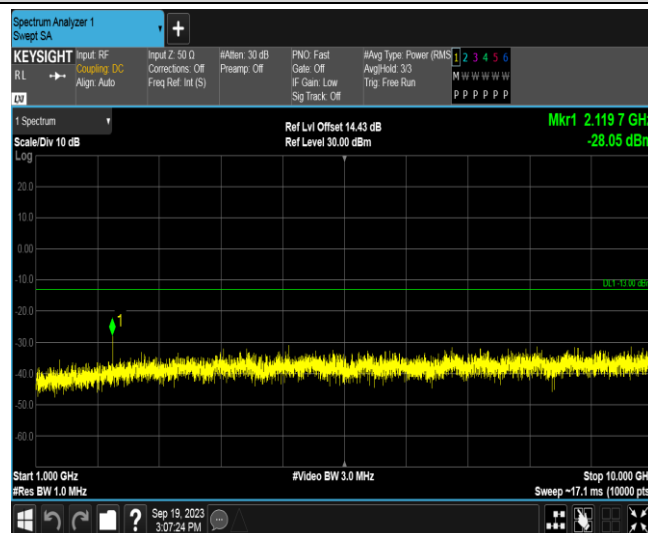 Spectrum Analyzer 1
Swept SA
+
KEYSIGHT Input: RF Input Z: 50 Ω #Atten: 30 dB PNO: Fast #Avg Type: Power (RMS 1 2 3 4 5 6
RL Coupling: DC Corrections: Off Preamp: Off Gate: Off Avg|Hold: 3/3 M W W W W W
Align: Auto Freq Ref: Int (S) IF Gain: Low Trig: Free Run
Sig Track: Off P P P P P P
LXI
1 Spectrum Ref Lvl Offset 14.43 dB Mkr1 2.119 7 GHz
Scale/Div 10 dB Ref Level 30.00 dBm -28.05 dBm
Log
20.0
10.0
0.00
-10.0 DL1 -13.00 dBm
-20.0
1
-30.0
-40.0
-50.0
-60.0
Start 1.000 GHz #Video BW 3.0 MHz Stop 10.000 GHz
#Res BW 1.0 MHz Sweep ~17.1 ms (10000 pts
? Sep 19, 2023
3:07:24 PM